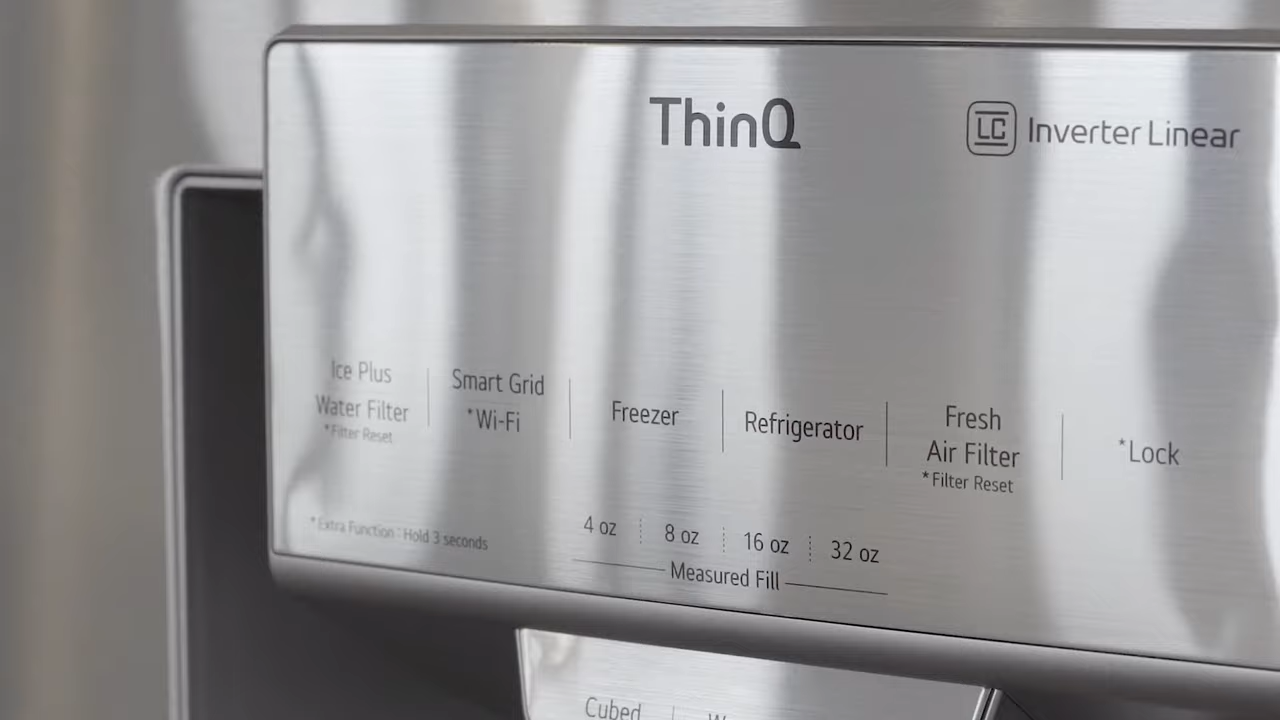 ThinQ
LC Inverter Linear
Ice Plus
Water Filter
*Filter Reset
Smart Grid
*Wi-Fi
Freezer
Refrigerator
Fresh
Air Filter
*Filter Reset
*Lock
*Extra Function : Hold 3 seconds
4 oz
8 oz
16 oz
32 oz
Measured Fill
Cubed